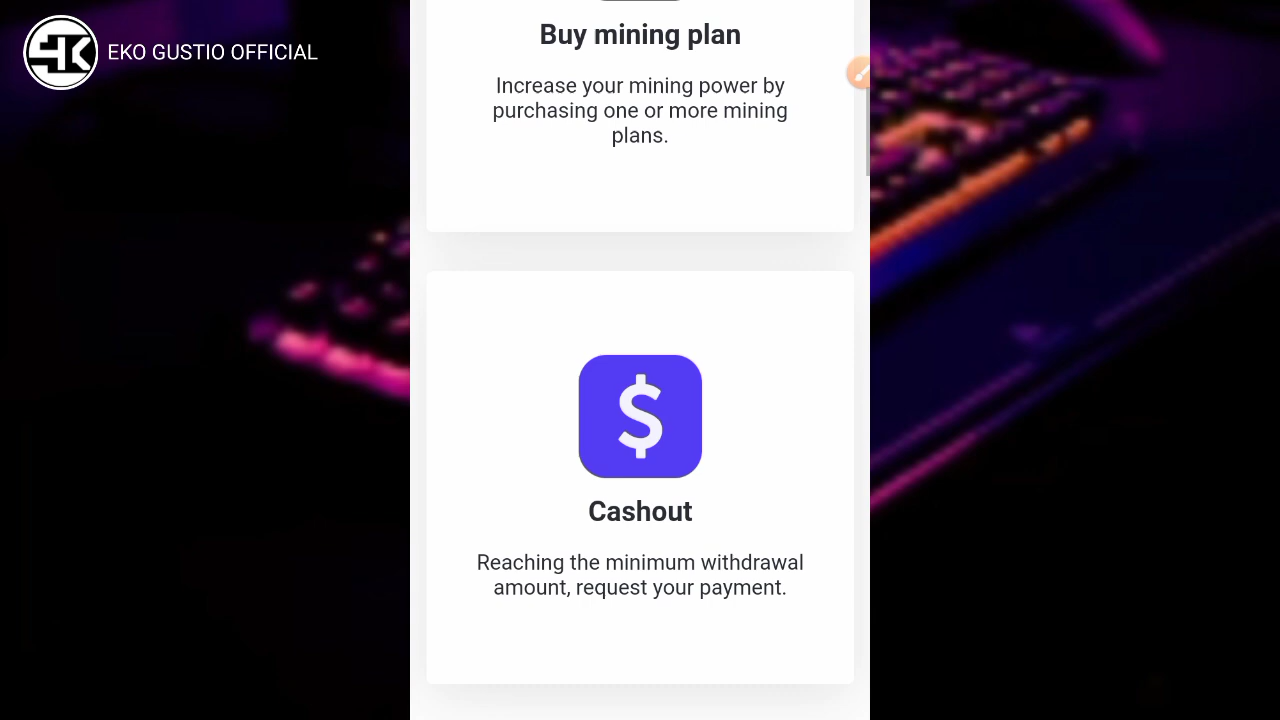 EKO GUSTIO OFFICIAL
Buy mining plan
Increase your mining power by
purchasing one or more mining
plans.
$
Cashout
Reaching the minimum withdrawal
amount, request your payment.